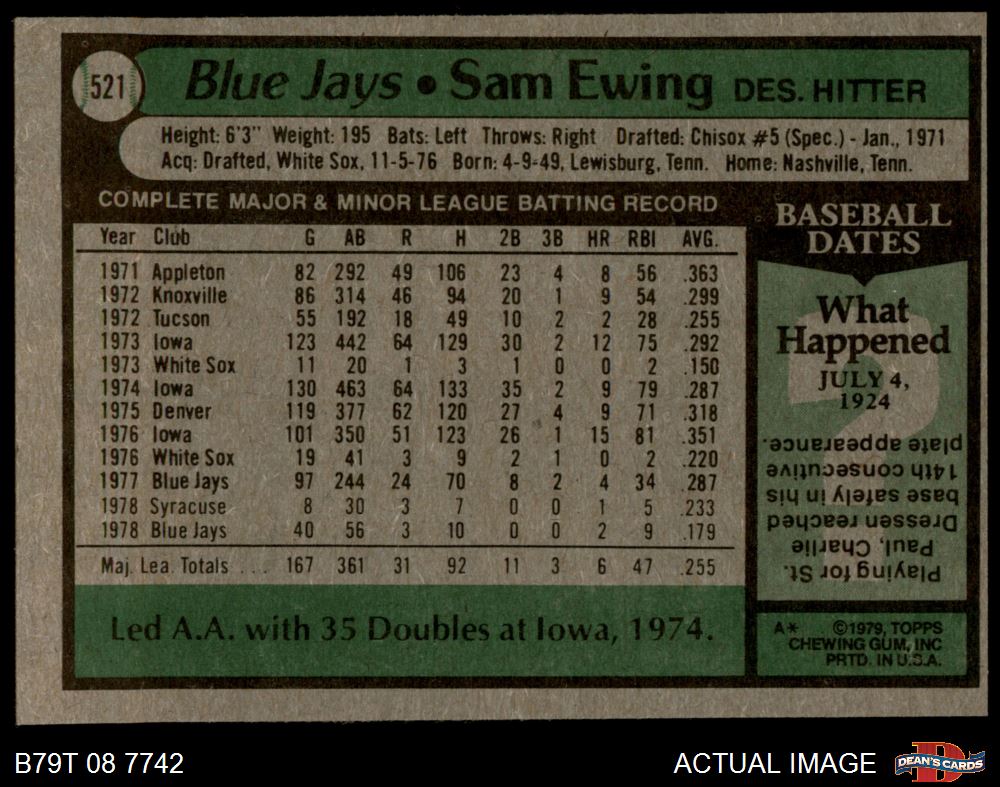 521
Blue Jays • Sam Ewing DES. HITTER
Height: 6'3" Weight: 195 Bats: Left Throws: Right Drafted: Chisox #5 (Spec.) - Jan., 1971
Acq: Drafted, White Sox, 11-5-76 Born: 4-9-49, Lewisburg, Tenn. Home: Nashville, Tenn.
COMPLETE MAJOR & MINOR LEAGUE BATTING RECORD
Year Club G AB R H 2B 3B HR RBI AVG.
1971 Appleton 82 292 49 106 23 4 8 56 .363
1972 Knoxville 86 314 46 94 20 1 9 54 .299
1972 Tucson 55 192 18 49 10 2 2 28 .255
1973 Iowa 123 442 64 129 30 2 12 75 .292
1973 White Sox 11 20 1 3 1 0 0 2 .150
1974 Iowa 130 463 64 133 35 2 9 79 .287
1975 Denver 119 377 62 120 27 4 9 71 .318
1976 Iowa 101 350 51 123 26 1 15 81 .351
1976 White Sox 19 41 3 9 2 1 0 2 .220
1977 Blue Jays 97 244 24 70 8 2 4 34 .287
1978 Syracuse 8 30 3 7 0 0 1 5 .233
1978 Blue Jays 40 56 3 10 0 0 2 9 .179
Maj. Lea. Totals ... 167 361 31 92 11 3 6 47 .255
Led A.A. with 35 Doubles at Iowa, 1974.
BASEBALL
DATES
What
Happened
JULY 4,
1924
?
Playing for St.
Paul, Charlie
Dressen reached
base safely in his
14th consecutive
plate appearance.
A* ©1979, TOPPS
CHEWING GUM, INC
PRTD. IN U.S.A.
B79T 08 7742
ACTUAL IMAGE
D
DEAN'S CARDS